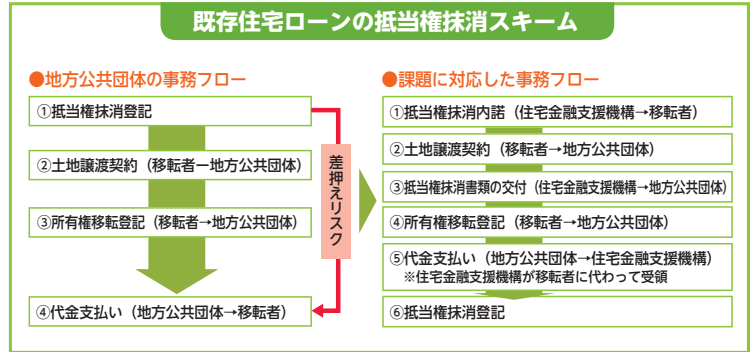 既存住宅ローンの抵当権抹消スキーム
●地方公共団体の事務フロー
①抵当権抹消登記
②土地譲渡契約（移転者ー地方公共団体）
③所有権移転登記（移転者→地方公共団体）
④代金支払い（地方公共団体→移転者）
差押えリスク
●課題に対応した事務フロー
①抵当権抹消内諾（住宅金融支援機構→移転者）
②土地譲渡契約（移転者→地方公共団体）
③抵当権抹消書類の交付（住宅金融支援機構→地方公共団体）
④所有権移転登記（移転者→地方公共団体）
⑤代金支払い（地方公共団体→住宅金融支援機構）
※住宅金融支援機構が移転者に代わって受領
⑥抵当権抹消登記